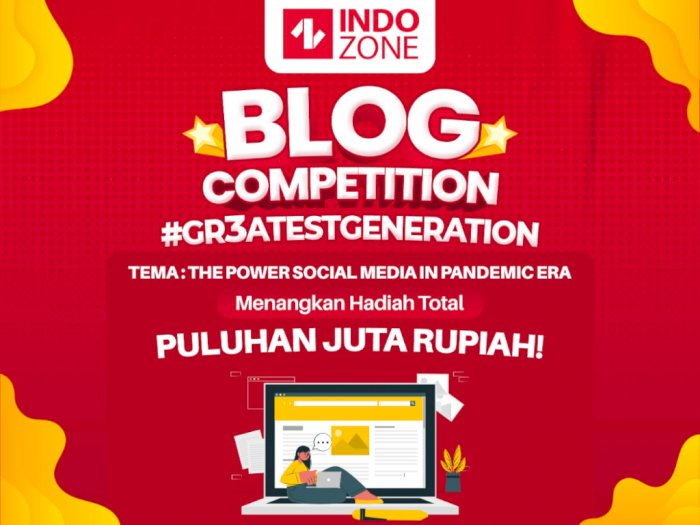 INDO
ZONE
BLOG
COMPETITION
#GR3ATESTGENERATION
TEMA : THE POWER SOCIAL MEDIA IN PANDEMIC ERA
Menangkan Hadiah Total
PULUHAN JUTA RUPIAH!